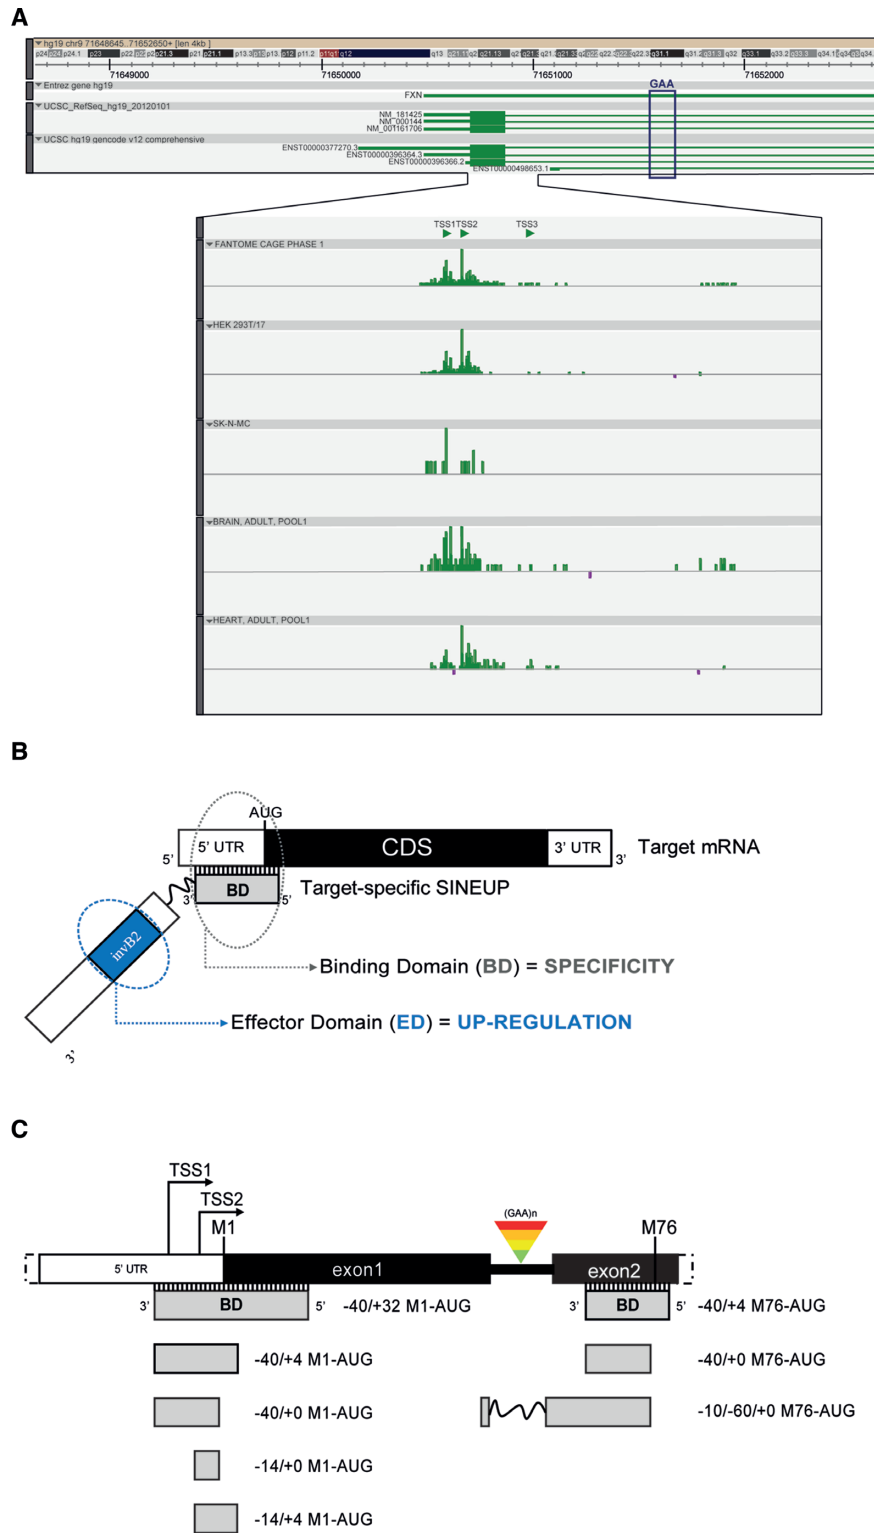 A
hg19 chr9 71648645..71652650+ [len 4kb ]
71649000 71650000 71651000 71652000
Entrez gene hg19
GAA
FXN
UCSC_RefSeq_hg19_20120101
NM_181425
NM_000144
NM_001161706
UCSC hg19 gencode v12 comprehensive
ENST00000377270.3
ENST00000396364.3
ENST00000396366.2
ENST00000498653.1
TSS1 TSS2 TSS3
FANTOME CAGE PHASE 1
HEK 293T/17
SK-N-MC
BRAIN, ADULT, POOL1
HEART, ADULT, POOL1
B
AUG
5' UTR CDS 3' UTR
5' 3' Target mRNA
BD
3' 5' Target-specific SINEUP
invB2
Binding Domain (BD) = SPECIFICITY
Effector Domain (ED) = UP-REGULATION
3'
C
TSS1
TSS2
M1 (GAA)n M76
5' UTR exon1 exon2
3' BD 5' -40/+32 M1-AUG 3' BD 5' -40/+4 M76-AUG
-40/+4 M1-AUG -40/+0 M76-AUG
-40/+0 M1-AUG -10/-60/+0 M76-AUG
-14/+0 M1-AUG
-14/+4 M1-AUG